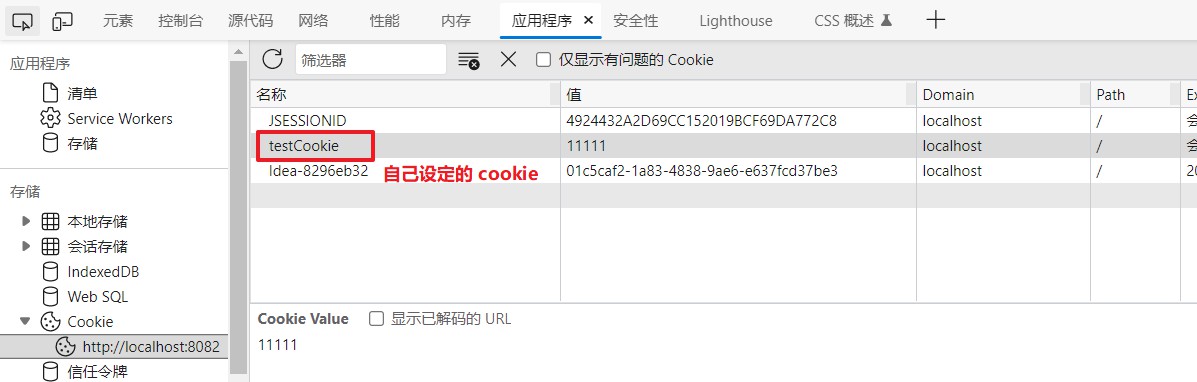 元素 控制台 源代码 网络 性能 内存 应用程序 安全性 Lighthouse CSS 概述
应用程序
清单
Service Workers
存储
存储
本地存储
会话存储
IndexedDB
Web SQL
Cookie
http://localhost:8082
信任令牌
筛选器 仅显示有问题的 Cookie
名称 值 Domain Path Ex
JSESSIONID 4924432A2D69CC152019BCF69DA772C8 localhost / 会
testCookie 11111 localhost / 会
Idea-8296eb32 01c5caf2-1a83-4838-9ae6-e637fcd37be3 localhost / 20
自己设定的 cookie
Cookie Value 显示已解码的 URL
11111